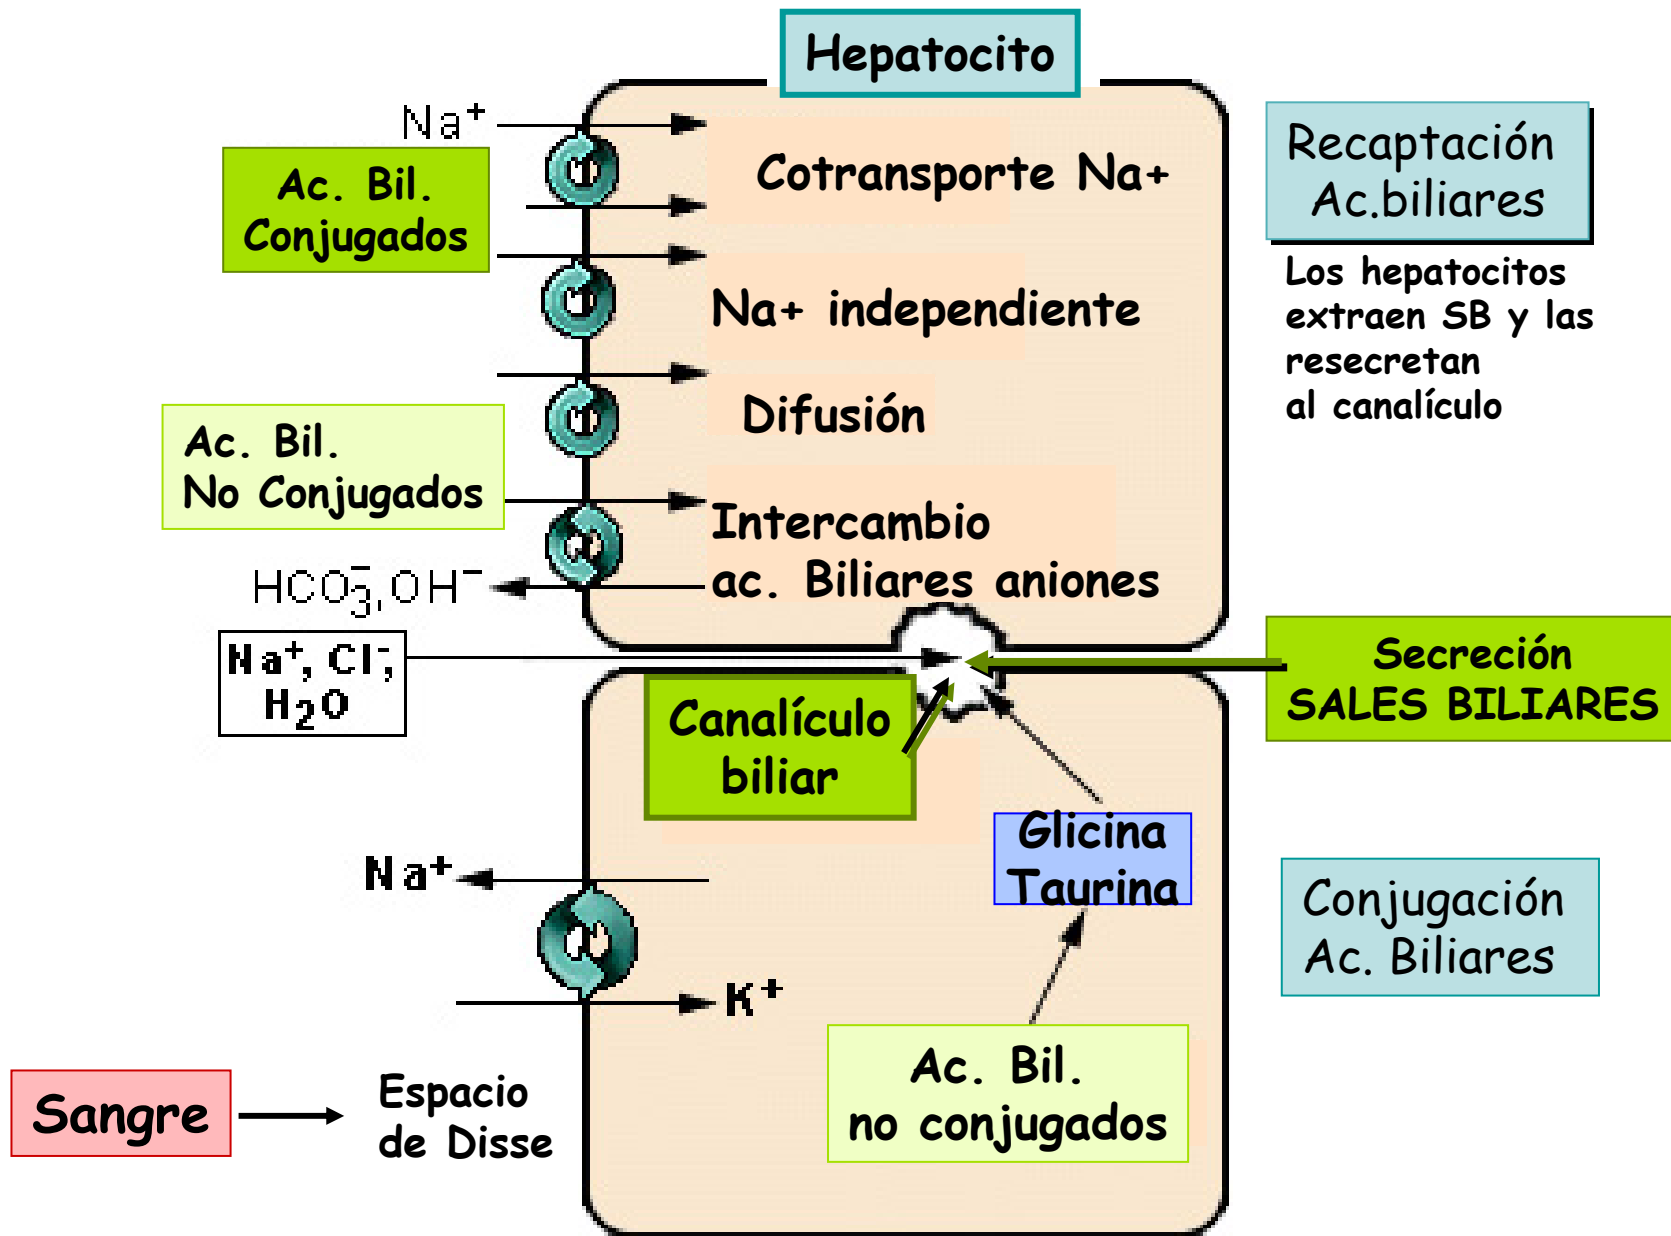 Hepatocito
Na⁺
Ac. Bil.
Conjugados
Cotransporte Na+
Na+ independiente
Difusión
Ac. Bil.
No Conjugados
Intercambio
ac. Biliares aniones
HCO₃⁻, OH⁻
Recaptación
Ac.biliares
Los hepatocitos
extraen SB y las
resecretan
al canalículo
Na⁺, Cl⁻,
H₂O
Secreción
SALES BILIARES
Canalículo
biliar
Glicina
Taurina
Na⁺
K⁺
Conjugación
Ac. Biliares
Ac. Bil.
no conjugados
Sangre
Espacio
de Disse